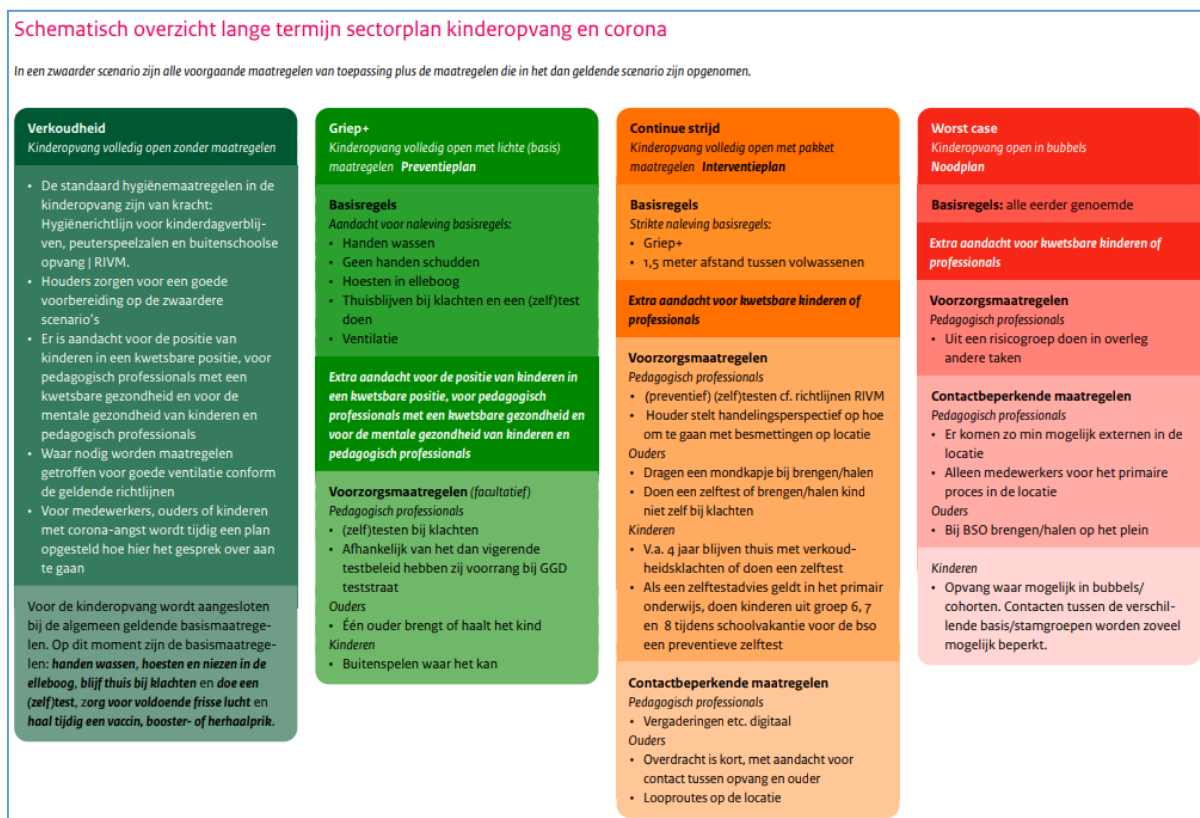 Schematisch overzicht lange termijn sectorplan kinderopvang en corona
In een zwaarder scenario zijn alle voorgaande maatregelen van toepassing plus de maatregelen die in het dan geldende scenario zijn opgenomen.
Verkoudheid
Kinderopvang volledig open zonder maatregelen
• De standaard hygiënemaatregelen in de
kinderopvang zijn van kracht:
Hygiënerichtlijn voor kinderdagverblij-
ven, peuterspeelzalen en buitenschoolse
opvang | RIVM.
• Houders zorgen voor een goede
voorbereiding op de zwaardere
scenario's
• Er is aandacht voor de positie van
kinderen in een kwetsbare positie, voor
pedagogisch professionals met een
kwetsbare gezondheid en voor de
mentale gezondheid van kinderen en
pedagogisch professionals
• Waar nodig worden maatregelen
getroffen voor goede ventilatie conform
de geldende richtlijnen
• Voor medewerkers, ouders of kinderen
met corona-angst wordt tijdig een plan
opgesteld hoe hier het gesprek over aan
te gaan
Voor de kinderopvang wordt aangesloten
bij de algemeen geldende basismaatrege-
len. Op dit moment zijn de basismaatrege-
len: handen wassen, hoesten en niezen in de
elleboog, blijf thuis bij klachten en doe een
(zelf)test, zorg voor voldoende frisse lucht en
haal tijdig een vaccin, booster- of herhaalprik.
Griep+
Kinderopvang volledig open met lichte (basis)
maatregelen Preventieplan
Basisregels
Aandacht voor naleving basisregels:
• Handen wassen
• Geen handen schudden
• Hoesten in elleboog
• Thuisblijven bij klachten en een (zelf)test
doen
• Ventilatie
Extra aandacht voor de positie van kinderen in
een kwetsbare positie, voor pedagogisch
professionals met een kwetsbare gezondheid en
voor de mentale gezondheid van kinderen en
pedagogisch professionals
Voorzorgsmaatregelen (facultatief)
Pedagogisch professionals
• (zelf)testen bij klachten
• Afhankelijk van het dan vigerende
testbeleid hebben zij voorrang bij GGD
teststraat
Ouders
• Één ouder brengt of haalt het kind
Kinderen
• Buitenspelen waar het kan
Continue strijd
Kinderopvang volledig open met pakket
maatregelen Interventieplan
Basisregels
Strikte naleving basisregels:
• Griep+
• 1,5 meter afstand tussen volwassenen
Extra aandacht voor kwetsbare kinderen of
professionals
Voorzorgsmaatregelen
Pedagogisch professionals
• (preventief) (zelf)testen cf. richtlijnen RIVM
• Houder stelt handelingsperspectief op hoe
om te gaan met besmettingen op locatie
Ouders
• Dragen een mondkapje bij brengen/halen
• Doen een zelftest of brengen/halen kind
niet zelf bij klachten
Kinderen
• V.a. 4 jaar blijven thuis met verkoud-
heidsklachten of doen een zelftest
• Als een zelftestadvies geldt in het primair
onderwijs, doen kinderen uit groep 6, 7
en 8 tijdens schoolvakantie voor de bso
een preventieve zelftest
Contactbeperkende maatregelen
Pedagogisch professionals
• Vergaderingen etc. digitaal
Ouders
• Overdracht is kort, met aandacht voor
contact tussen opvang en ouder
• Looproutes op de locatie
Worst case
Kinderopvang open in bubbels
Noodplan
Basisregels: alle eerder genoemde
Extra aandacht voor kwetsbare kinderen of
professionals
Voorzorgsmaatregelen
Pedagogisch professionals
• Uit een risicogroep doen in overleg
andere taken
Contactbeperkende maatregelen
Pedagogisch professionals
• Er komen zo min mogelijk externen in de
locatie
• Alleen medewerkers voor het primaire
proces in de locatie
Ouders
• Bij BSO brengen/halen op het plein
Kinderen
• Opvang waar mogelijk in bubbels/
cohorten. Contacten tussen de verschil-
lende basis/stamgroepen worden zoveel
mogelijk beperkt.